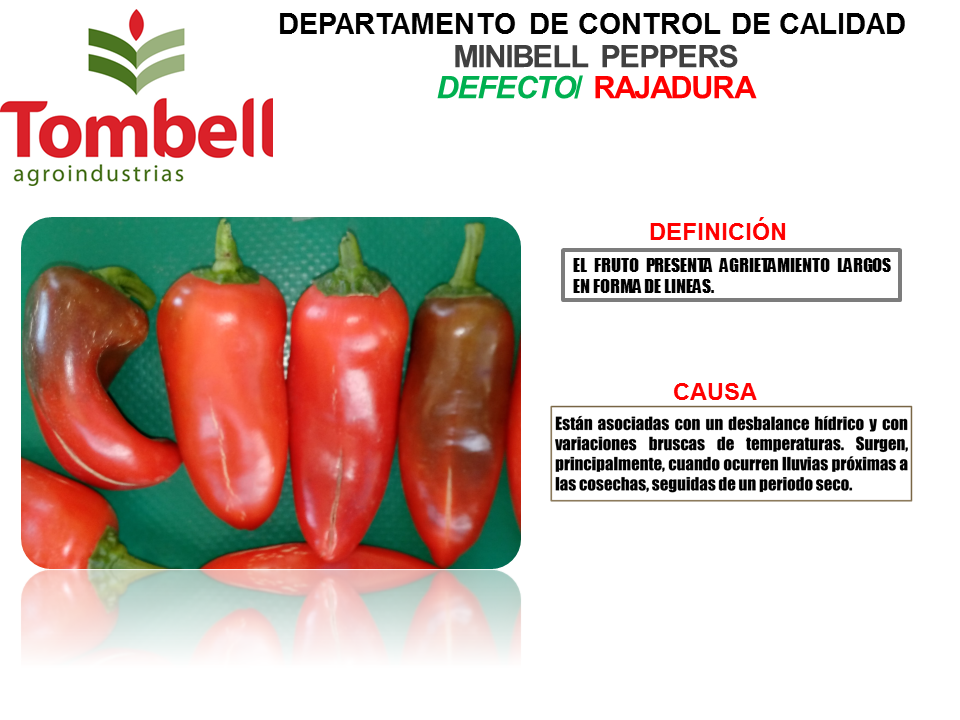 DEPARTAMENTO DE CONTROL DE CALIDAD
MINIBELL PEPPERS
DEFECTO/ RAJADURA
Tombell
agroindustrias
DEFINICIÓN
EL FRUTO PRESENTA AGRIETAMIENTO LARGOS
EN FORMA DE LINEAS.
CAUSA
Están asociadas con un desbalance hídrico y con
variaciones bruscas de temperaturas. Surgen,
principalmente, cuando ocurren lluvias próximas a
las cosechas, seguidas de un periodo seco.